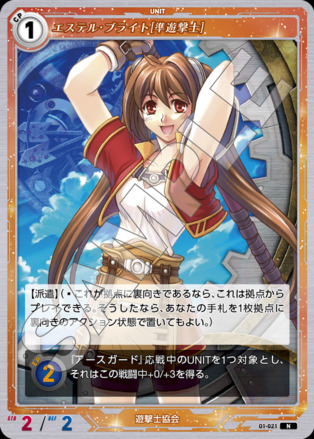 UNIT
CP
1
エステル・ブライト[準遊撃士]
SAMPLE
【派遣】(・これが拠点に裏向きであるなら、これは拠点から
プレイできる。そうしたなら、あなたの手札を1枚拠点に
裏向きのアクション状態で置いてもよい。)
2
『アースガード』応戦中のUNITを1つ対象とし、
それはこの戦闘中+0/+3を得る。
2 / DEF 2
遊撃士協会
01-021 N